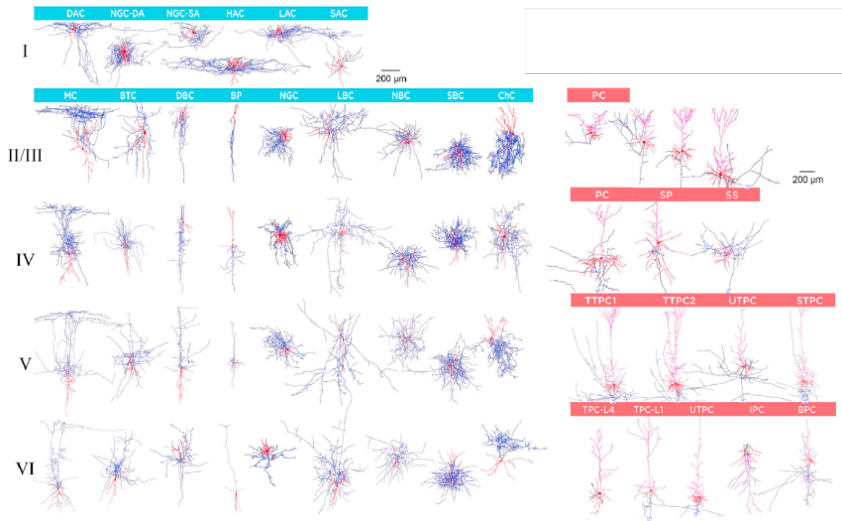 DAC NGC-DA NGC-SA HAC LAC SAC
I
200 μm
MC BTC DBC BP NGC LBC NBC SBC ChC
PC
II/III
200 μm
PC SP SS
IV
TTPC1 TTPC2 UTPC STPC
V
TPC-L4 TPC-L1 UTPC IPC BPC
VI